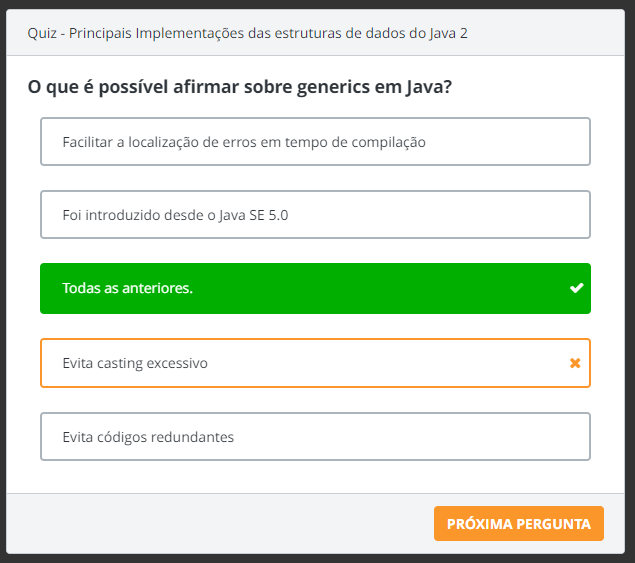 Quiz - Principais Implementações das estruturas de dados do Java 2
O que é possível afirmar sobre generics em Java?
Facilitar a localização de erros em tempo de compilação
Foi introduzido desde o Java SE 5.0
Todas as anteriores.
Evita casting excessivo
Evita códigos redundantes
PRÓXIMA PERGUNTA